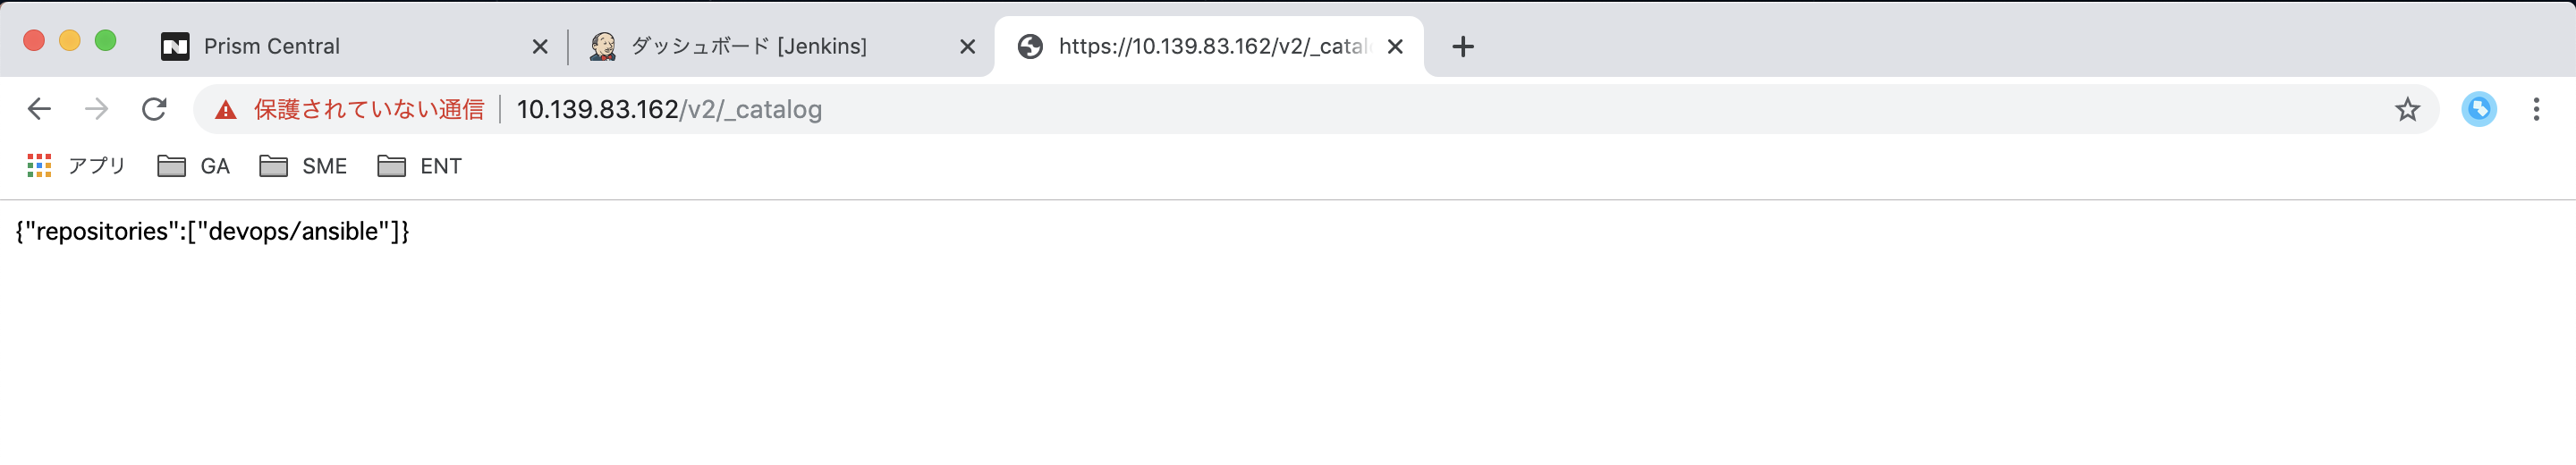 Prism Central
ダッシュボード [Jenkins]
https://10.139.83.162/v2/_catal
保護されていない通信 10.139.83.162/v2/_catalog
アプリ GA SME ENT
{"repositories":["devops/ansible"]}